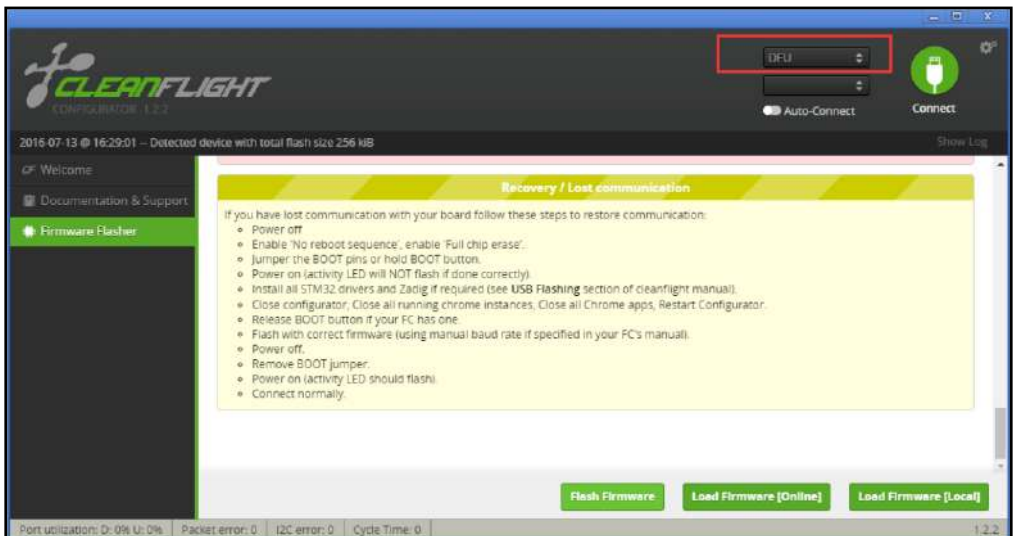 DFU
CLEANFLIGHT
CONFIGURATOR 1.2.2
Auto-Connect
Connect
2016-07-13 @ 16:29:01 -- Detected device with total flash size 256 kiB
Show Log
Welcome
Documentation & Support
Firmware Flasher
Recovery / Lost communication
If you have lost communication with your board follow these steps to restore communication:
Power off
Enable 'No reboot sequence', enable 'Full chip erase'.
Jumper the BOOT pins or hold BOOT button.
Power on (activity LED will NOT flash if done correctly).
Install all STM32 drivers and Zadig if required (see USB Flashing section of cleanflight manual).
Close configurator, Close all running chrome instances, Close all Chrome apps, Restart Configurator.
Release BOOT button if your FC has one.
Flash with correct firmware (using manual baud rate if specified in your FC's manual).
Power off.
Remove BOOT jumper.
Power on (activity LED should flash).
Connect normally.
Flash Firmware
Load Firmware [Online]
Load Firmware [Local]
Port utilization: D: 0% U: 0%
Packet error: 0
I2C error: 0
Cycle Time: 0
1.2.2